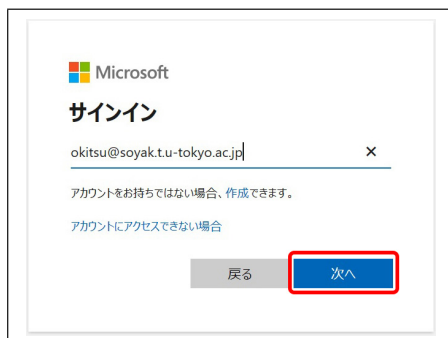 Microsoft
サインイン
okitsu@soyak.t.u-tokyo.ac.jp
アカウントをお持ちではない場合、作成できます。
アカウントにアクセスできない場合
戻る
次へ